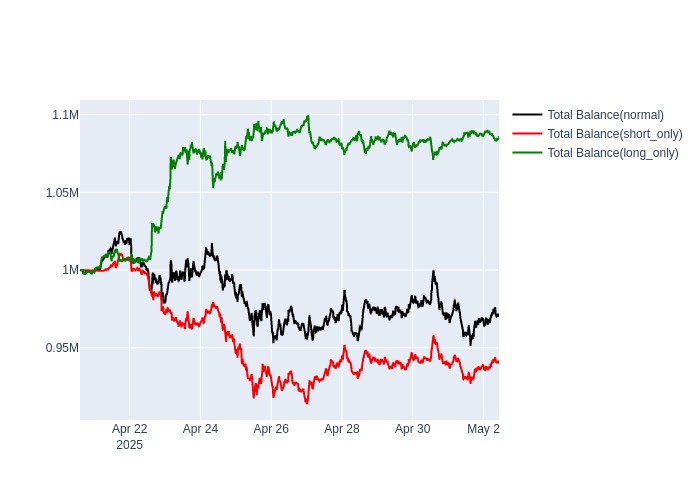 1.1M
1.05M
1M
0.95M
Apr 22
2025
Apr 24
Apr 26
Apr 28
Apr 30
May 2
Total Balance(normal)
Total Balance(short_only)
Total Balance(long_only)